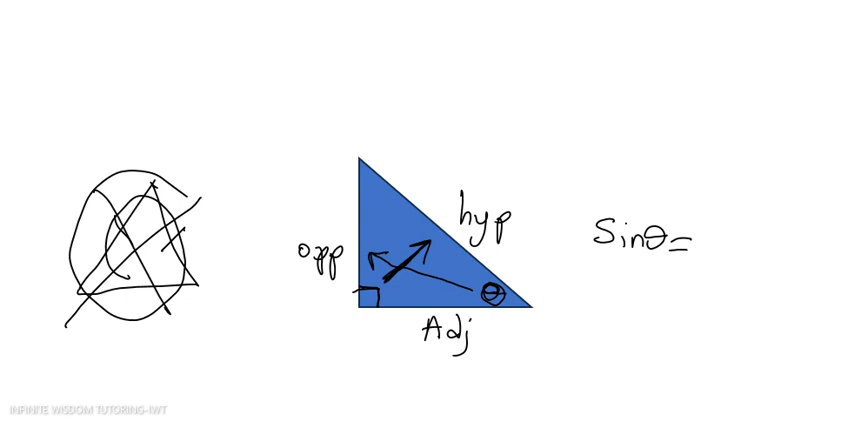 hyp
opp
Sinθ=
θ
Adj
INFINITE WISDOM TUTORING-IWT